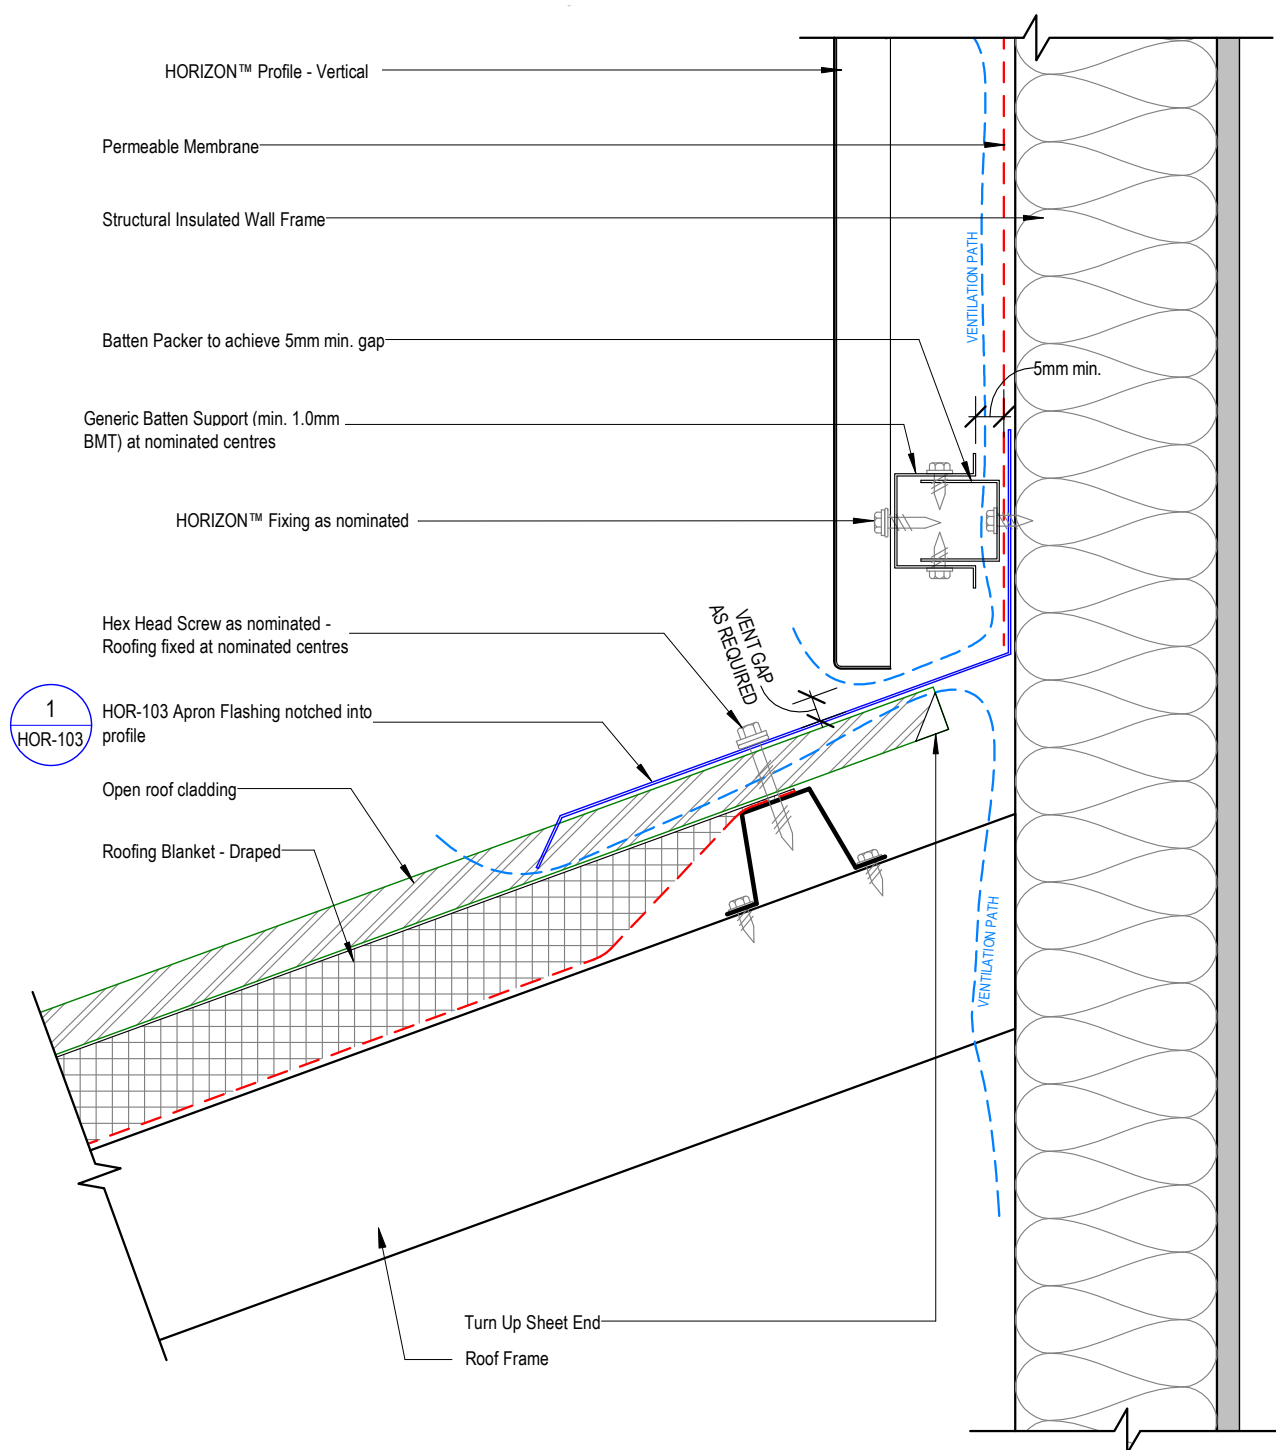 HORIZON™ Profile - Vertical
Permeable Membrane
Structural Insulated Wall Frame
VENTILATION PATH
Batten Packer to achieve 5mm min. gap
5mm min.
Generic Batten Support (min. 1.0mm
BMT) at nominated centres
HORIZON™ Fixing as nominated
Hex Head Screw as nominated -
Roofing fixed at nominated centres
VENT GAP
AS REQUIRED
1
HOR-103
HOR-103 Apron Flashing notched into
profile
Open roof cladding
Roofing Blanket - Draped
VENTILATION PATH
Turn Up Sheet End
Roof Frame